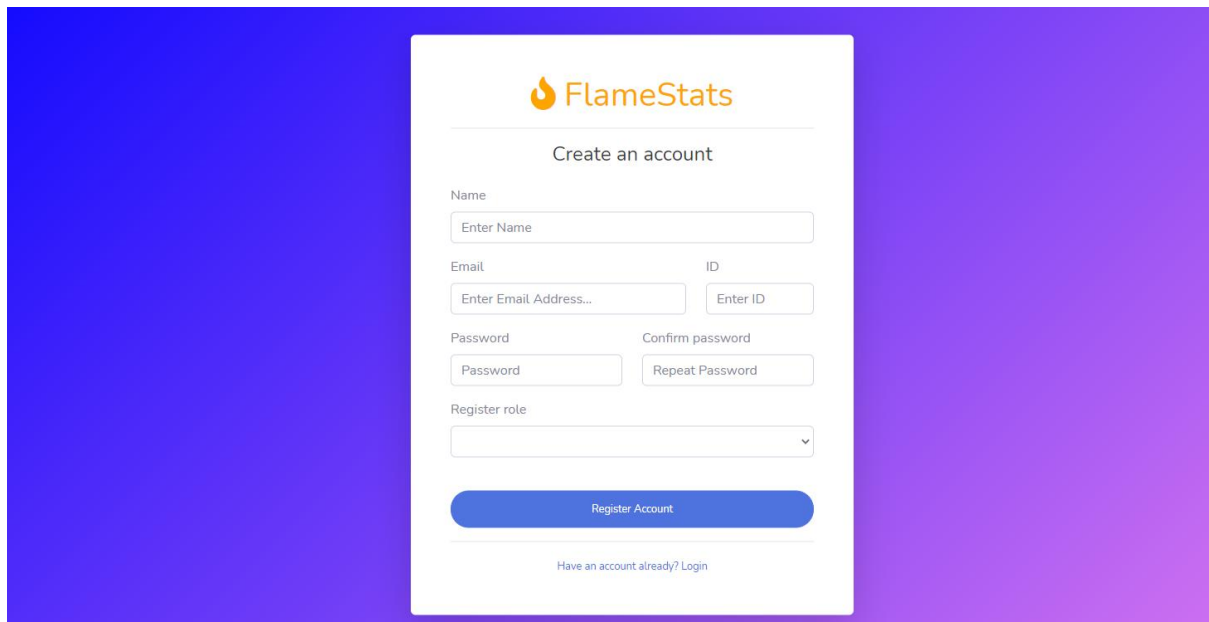 FlameStats
Create an account
Name
Enter Name
Email ID
Enter Email Address... Enter ID
Password Confirm password
Password Repeat Password
Register role
Register Account
Have an account already? Login